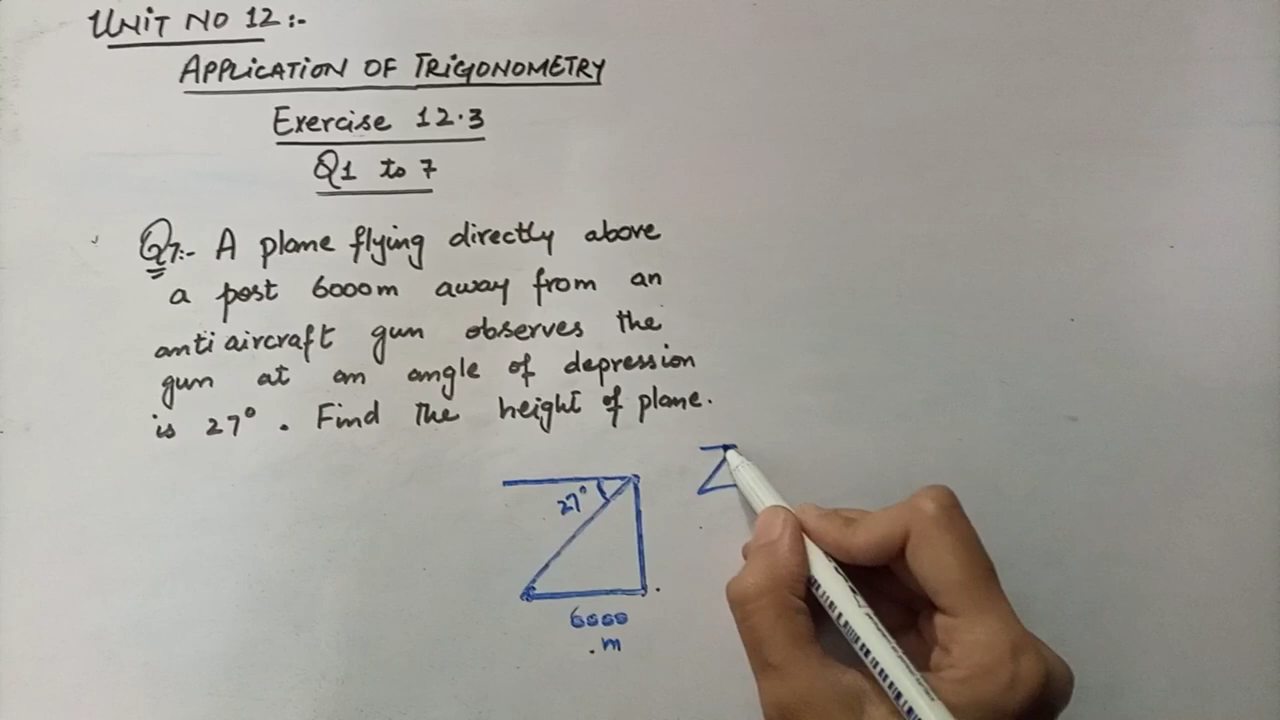 UNIT NO 12:-
APPLICATION OF TRIGONOMETRY
Exercise 12.3
Q1 to 7
Q7:- A plane flying directly above
a post 6000m away from an
anti aircraft gun observes the
gun at an angle of depression
is 27°. Find the height of plane.
27°
6000
.m